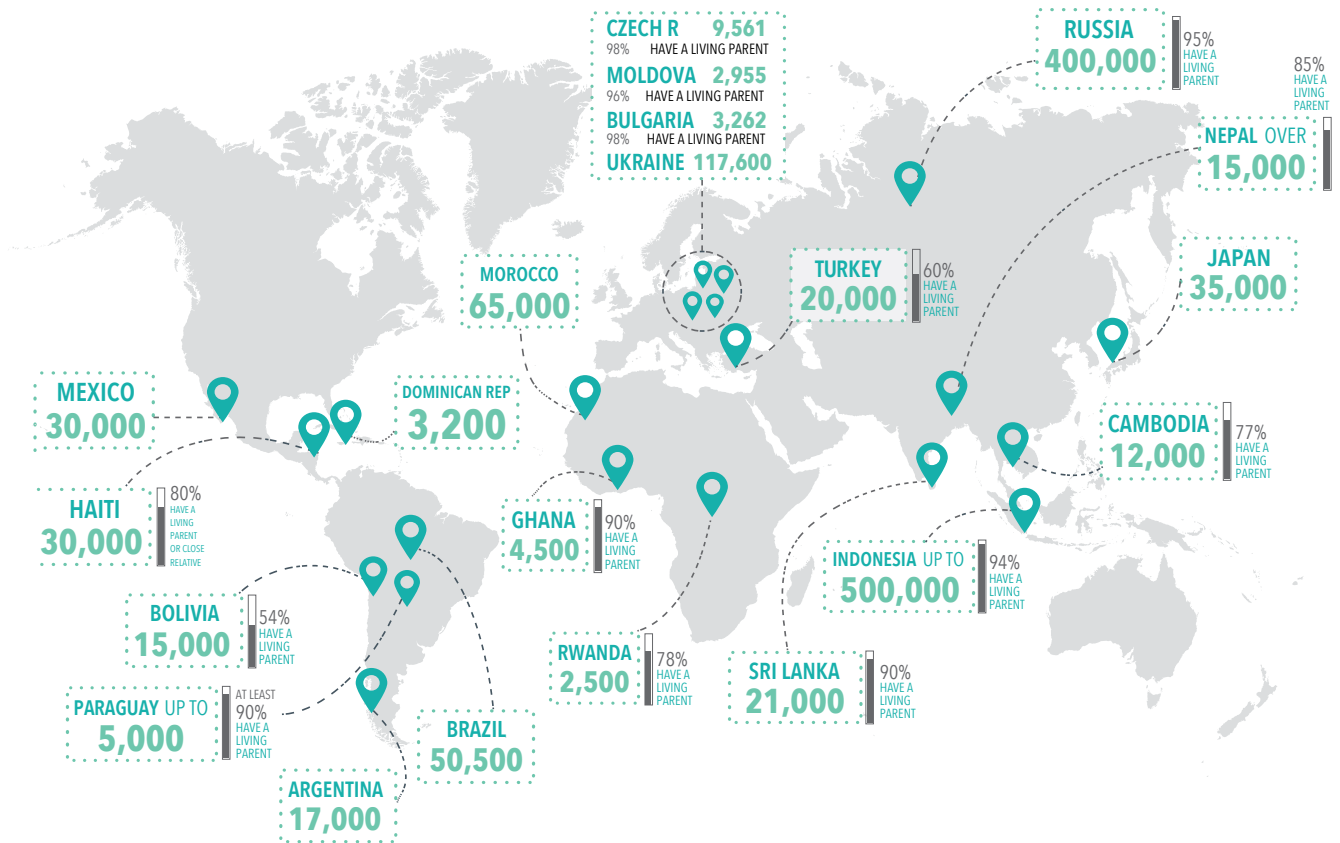 CZECH R 9,561
98% HAVE A LIVING PARENT
MOLDOVA 2,955
96% HAVE A LIVING PARENT
BULGARIA 3,262
98% HAVE A LIVING PARENT
UKRAINE 117,600
RUSSIA
400,000
95%
HAVE A
LIVING
PARENT
85%
HAVE A
LIVING
PARENT
NEPAL OVER
15,000
MOROCCO
65,000
TURKEY
20,000
60%
HAVE A
LIVING
PARENT
JAPAN
35,000
MEXICO
30,000
DOMINICAN REP
3,200
CAMBODIA
12,000
77%
HAVE A
LIVING
PARENT
HAITI
30,000
80%
HAVE A
LIVING
PARENT
OR CLOSE
RELATIVE
GHANA
4,500
90%
HAVE A
LIVING
PARENT
INDONESIA UP TO
500,000
94%
HAVE A
LIVING
PARENT
BOLIVIA
15,000
54%
HAVE A
LIVING
PARENT
RWANDA
2,500
78%
HAVE A
LIVING
PARENT
SRI LANKA
21,000
90%
HAVE A
LIVING
PARENT
PARAGUAY UP TO
5,000
AT LEAST
90%
HAVE A
LIVING
PARENT
BRAZIL
50,500
ARGENTINA
17,000